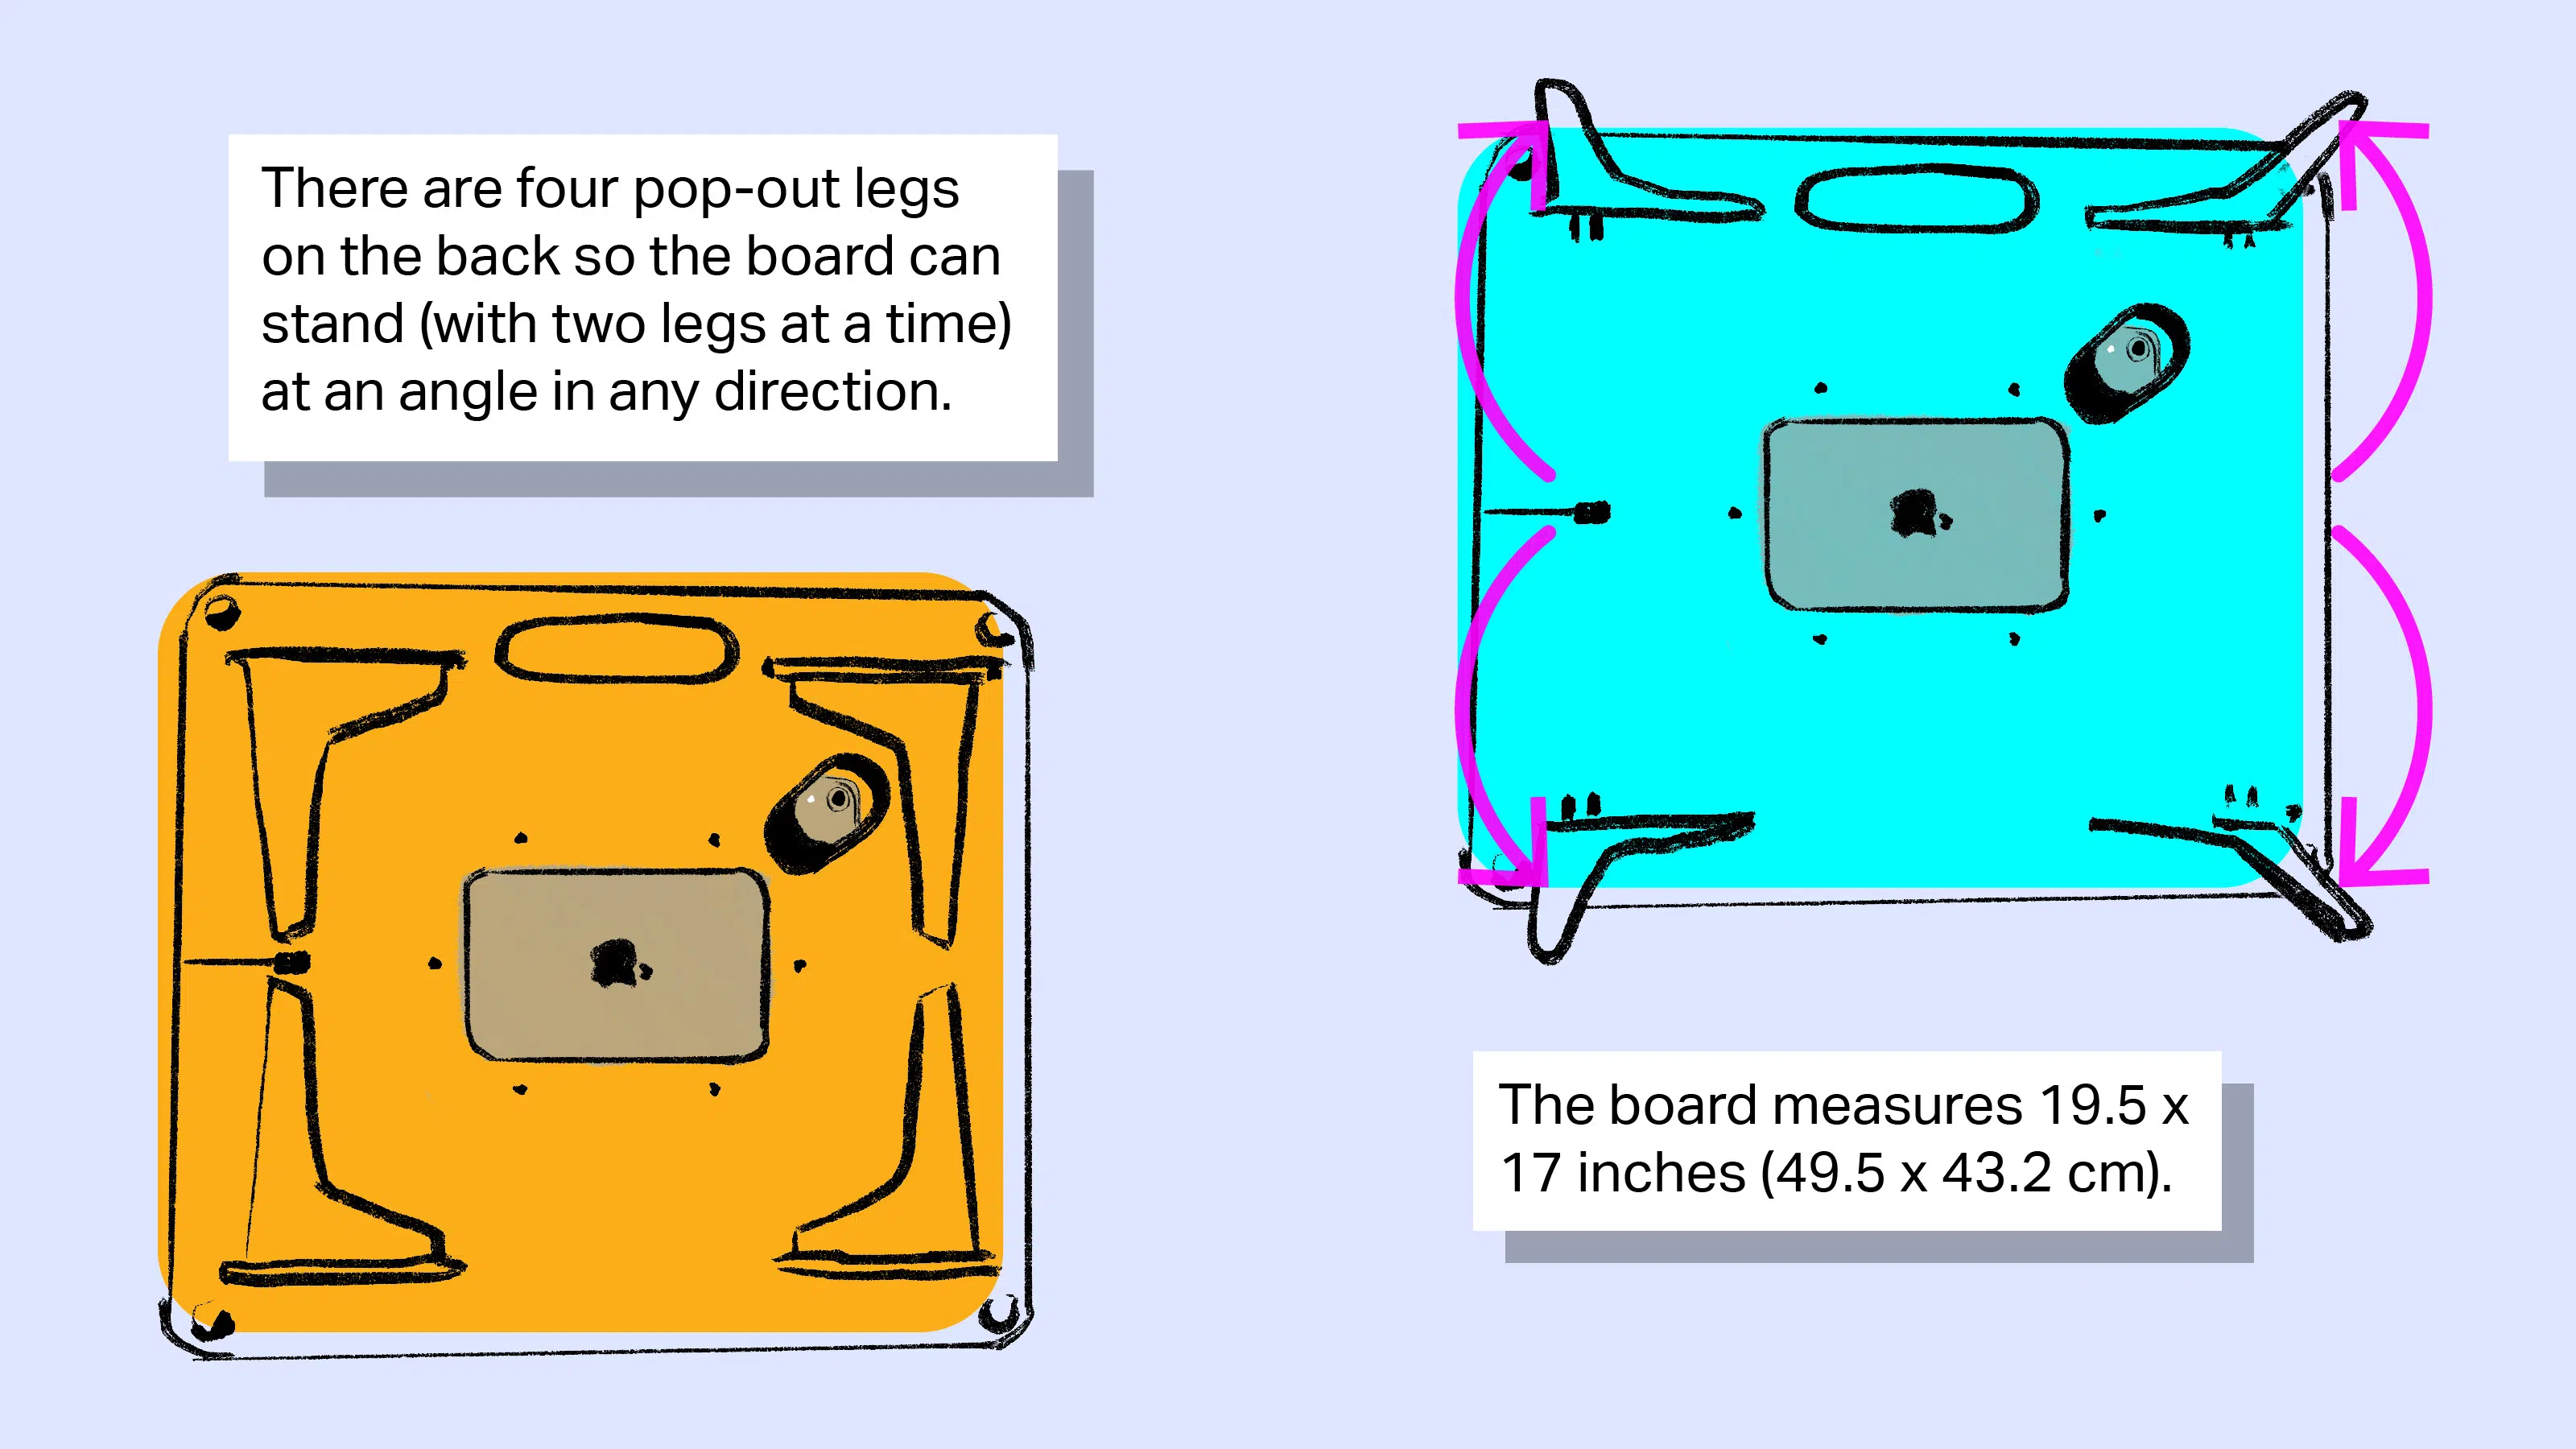 There are four pop-out legs
on the back so the board can
stand (with two legs at a time)
at an angle in any direction.
The board measures 19.5 x
17 inches (49.5 x 43.2 cm).